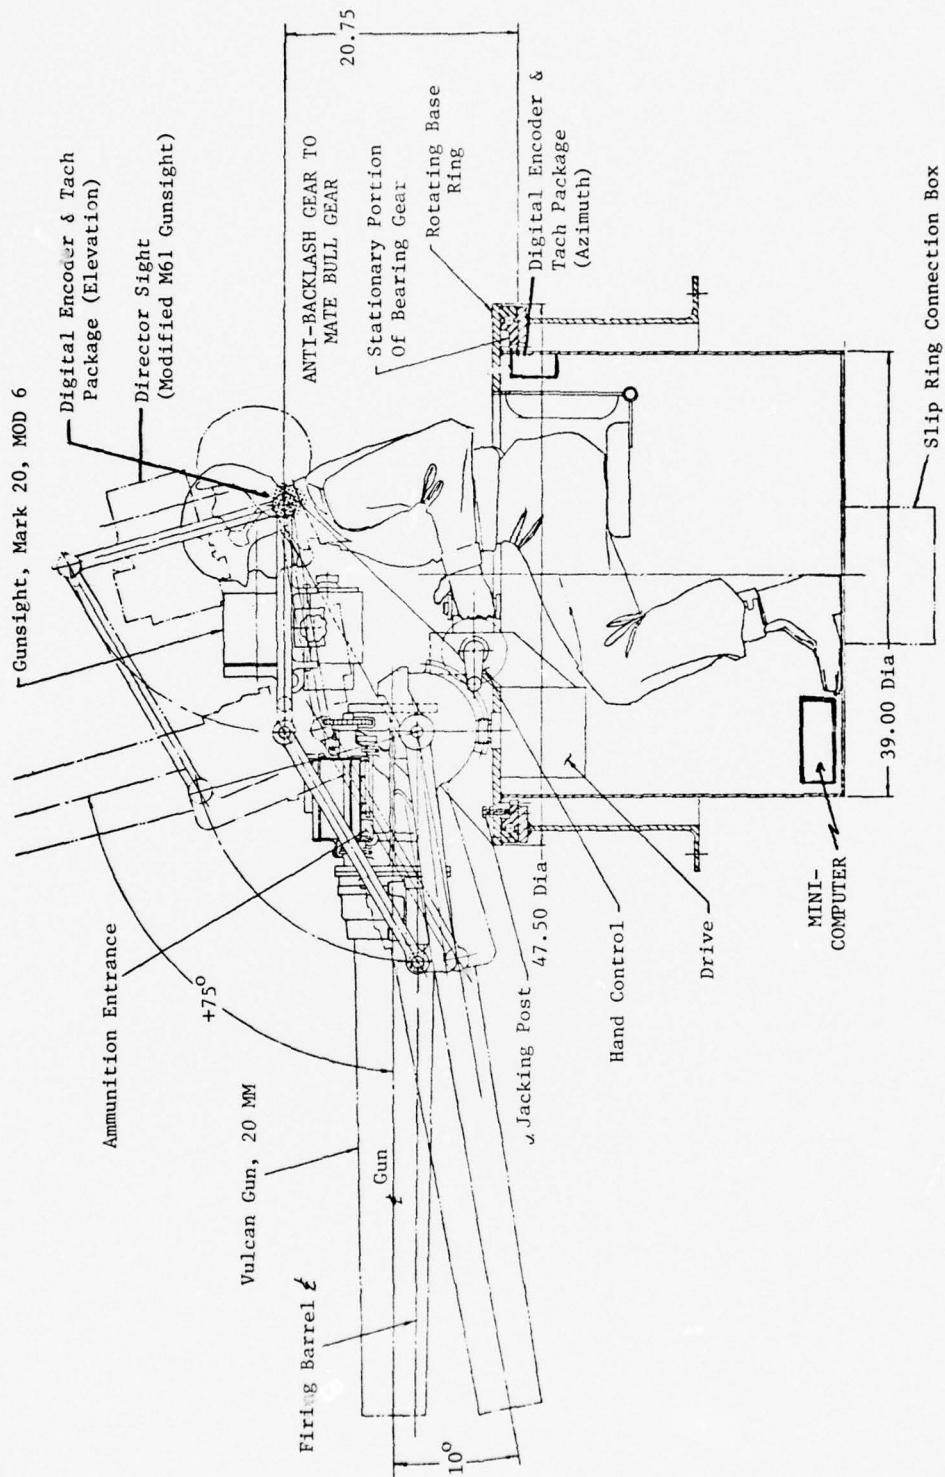 Gunsight, Mark 20, MOD 6
Digital Encoder & Tach
Package (Elevation)
Director Sight
(Modified M61 Gunsight)
20.75
ANTI-BACKLASH GEAR TO
MATE BULL GEAR
Stationary Portion
Of Bearing Gear
Rotating Base
Ring
Digital Encoder &
Tach Package
(Azimuth)
Slip Ring Connection Box
Ammunition Entrance
+75°
Vulcan Gun, 20 MM
Gun
Firing Barrel ℄
10°
Jacking Post
47.50 Dia
Hand Control
Drive
MINI-
COMPUTER
39.00 Dia